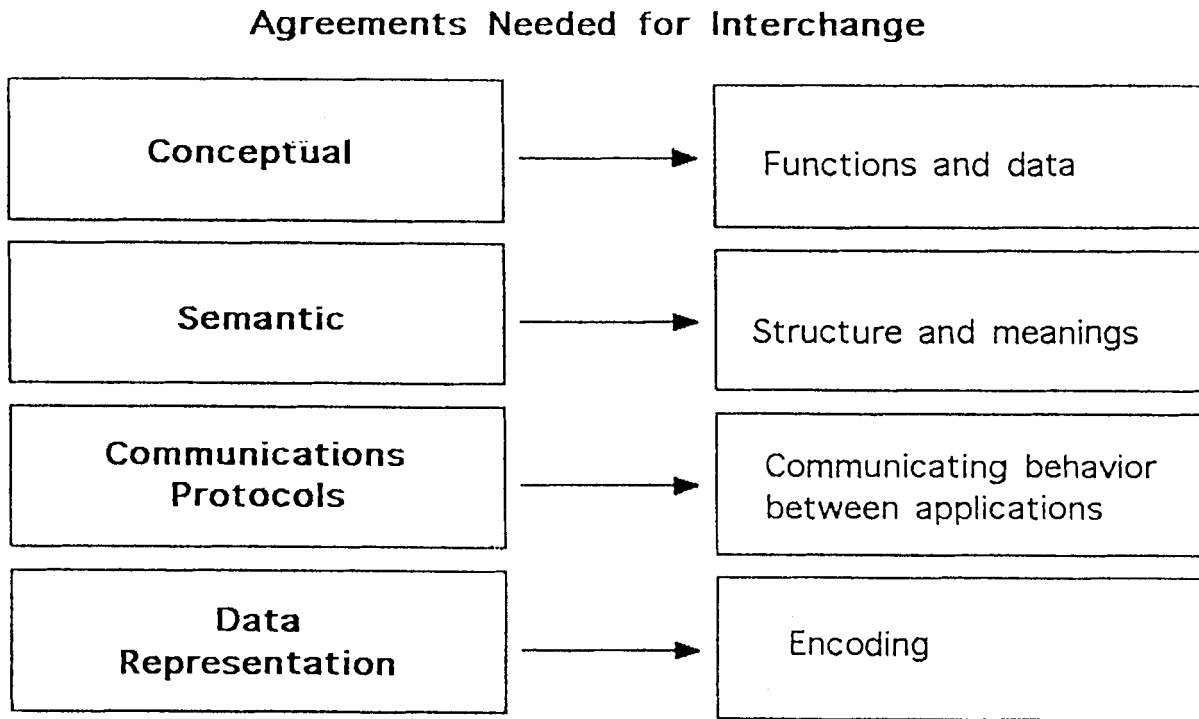 Agreements Needed for Interchange
Conceptual
Functions and data
Semantic
Structure and meanings
Communications
Protocols
Communicating behavior
between applications
Data
Representation
Encoding